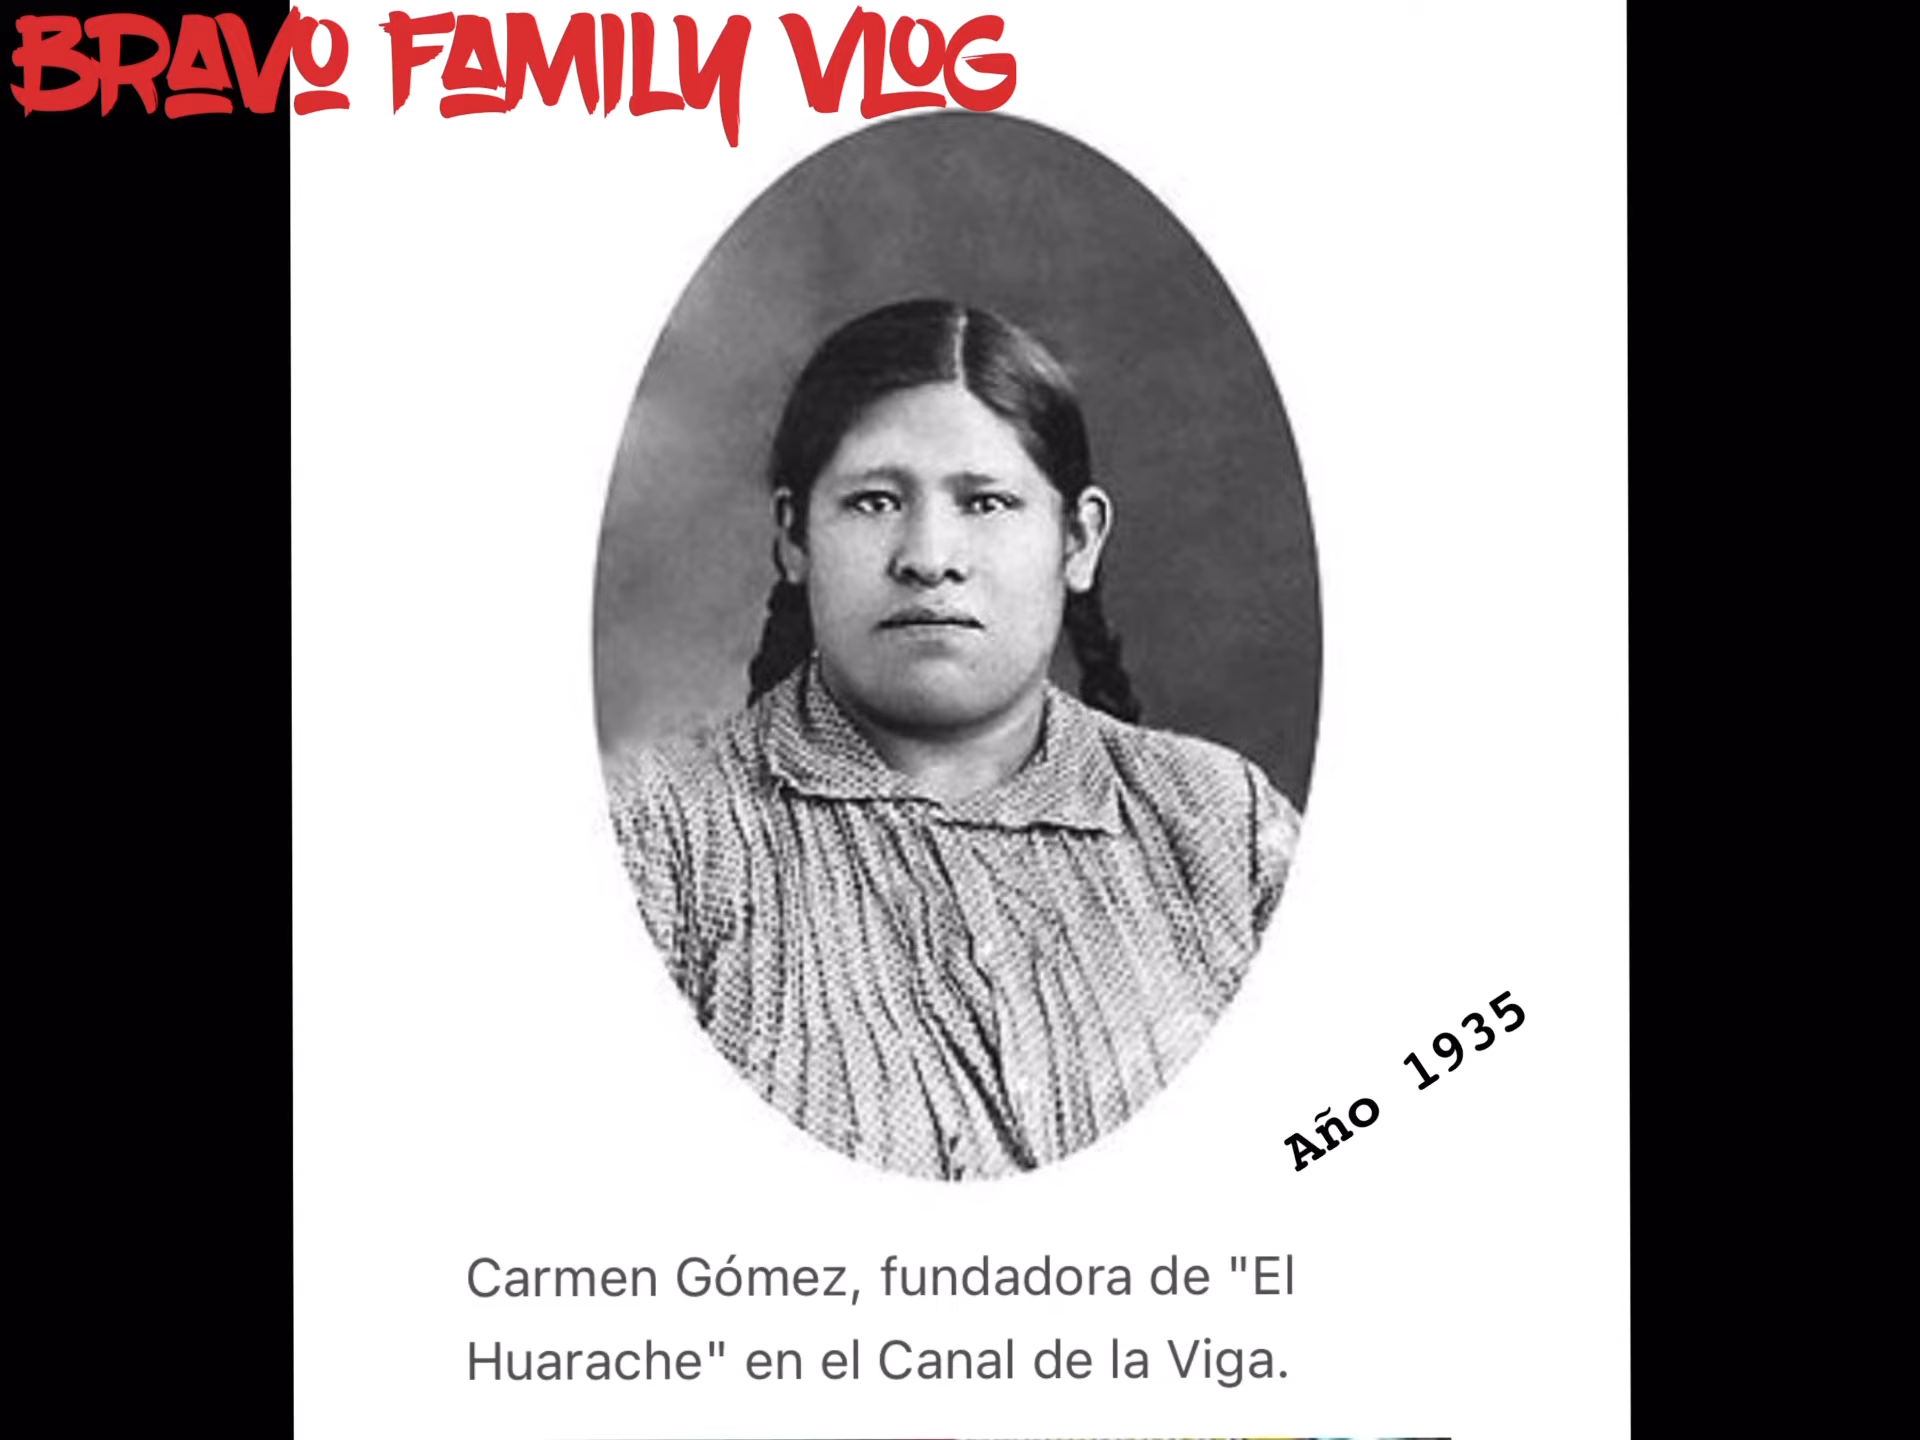 BRAVO FAMILY VLOG
Año 1935
Carmen Gómez, fundadora de "El
Huarache" en el Canal de la Viga.